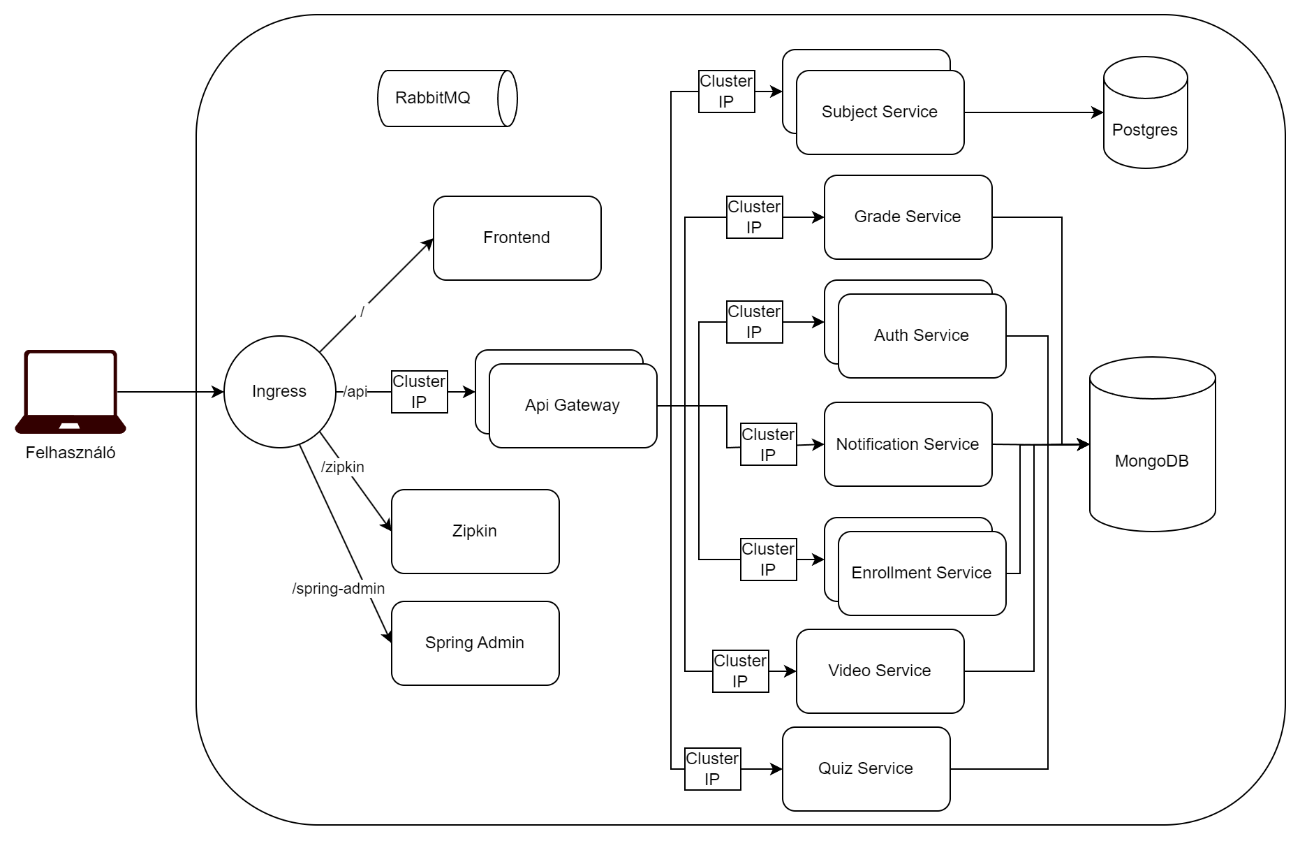 RabbitMQ
Cluster
IP
Subject Service
Postgres
Cluster
IP
Grade Service
Frontend
/
Cluster
IP
Auth Service
Felhasználó
Ingress
/api
Cluster
IP
Api Gateway
Cluster
IP
Notification Service
MongoDB
/zipkin
Zipkin
Cluster
IP
Enrollment Service
/spring-admin
Spring Admin
Cluster
IP
Video Service
Cluster
IP
Quiz Service